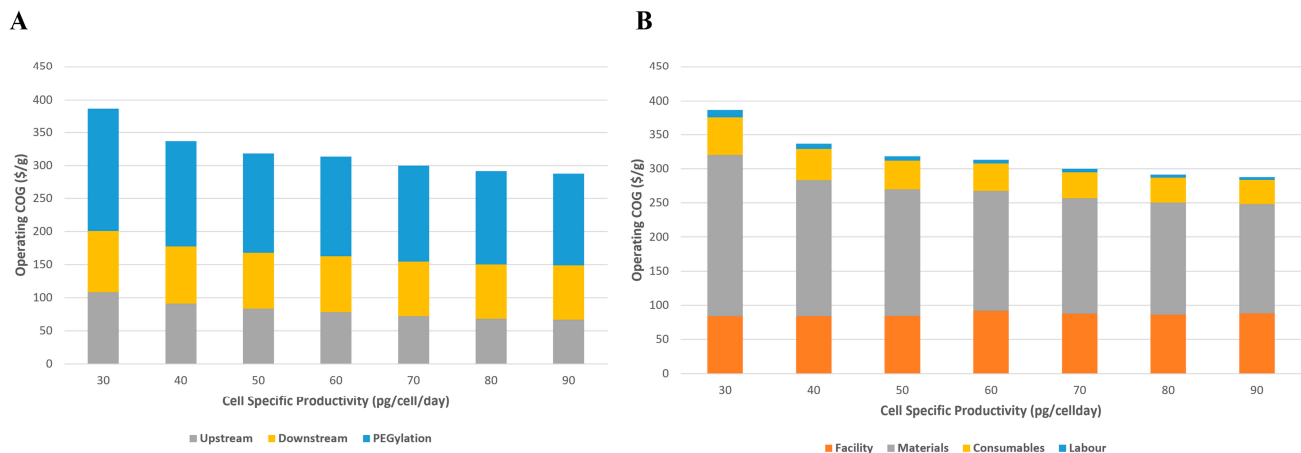 A
450
400
350
300
250
200
150
100
50
0
Operating COG ($/g)
30 40 50 60 70 80 90
Cell Specific Productivity (pg/cell/day)
Upstream Downstream PEGylation
B
450
400
350
300
250
200
150
100
50
0
Operating COG ($/g)
30 40 50 60 70 80 90
Cell Specific Productivity (pg/cellday)
Facility Materials Consumables Labour